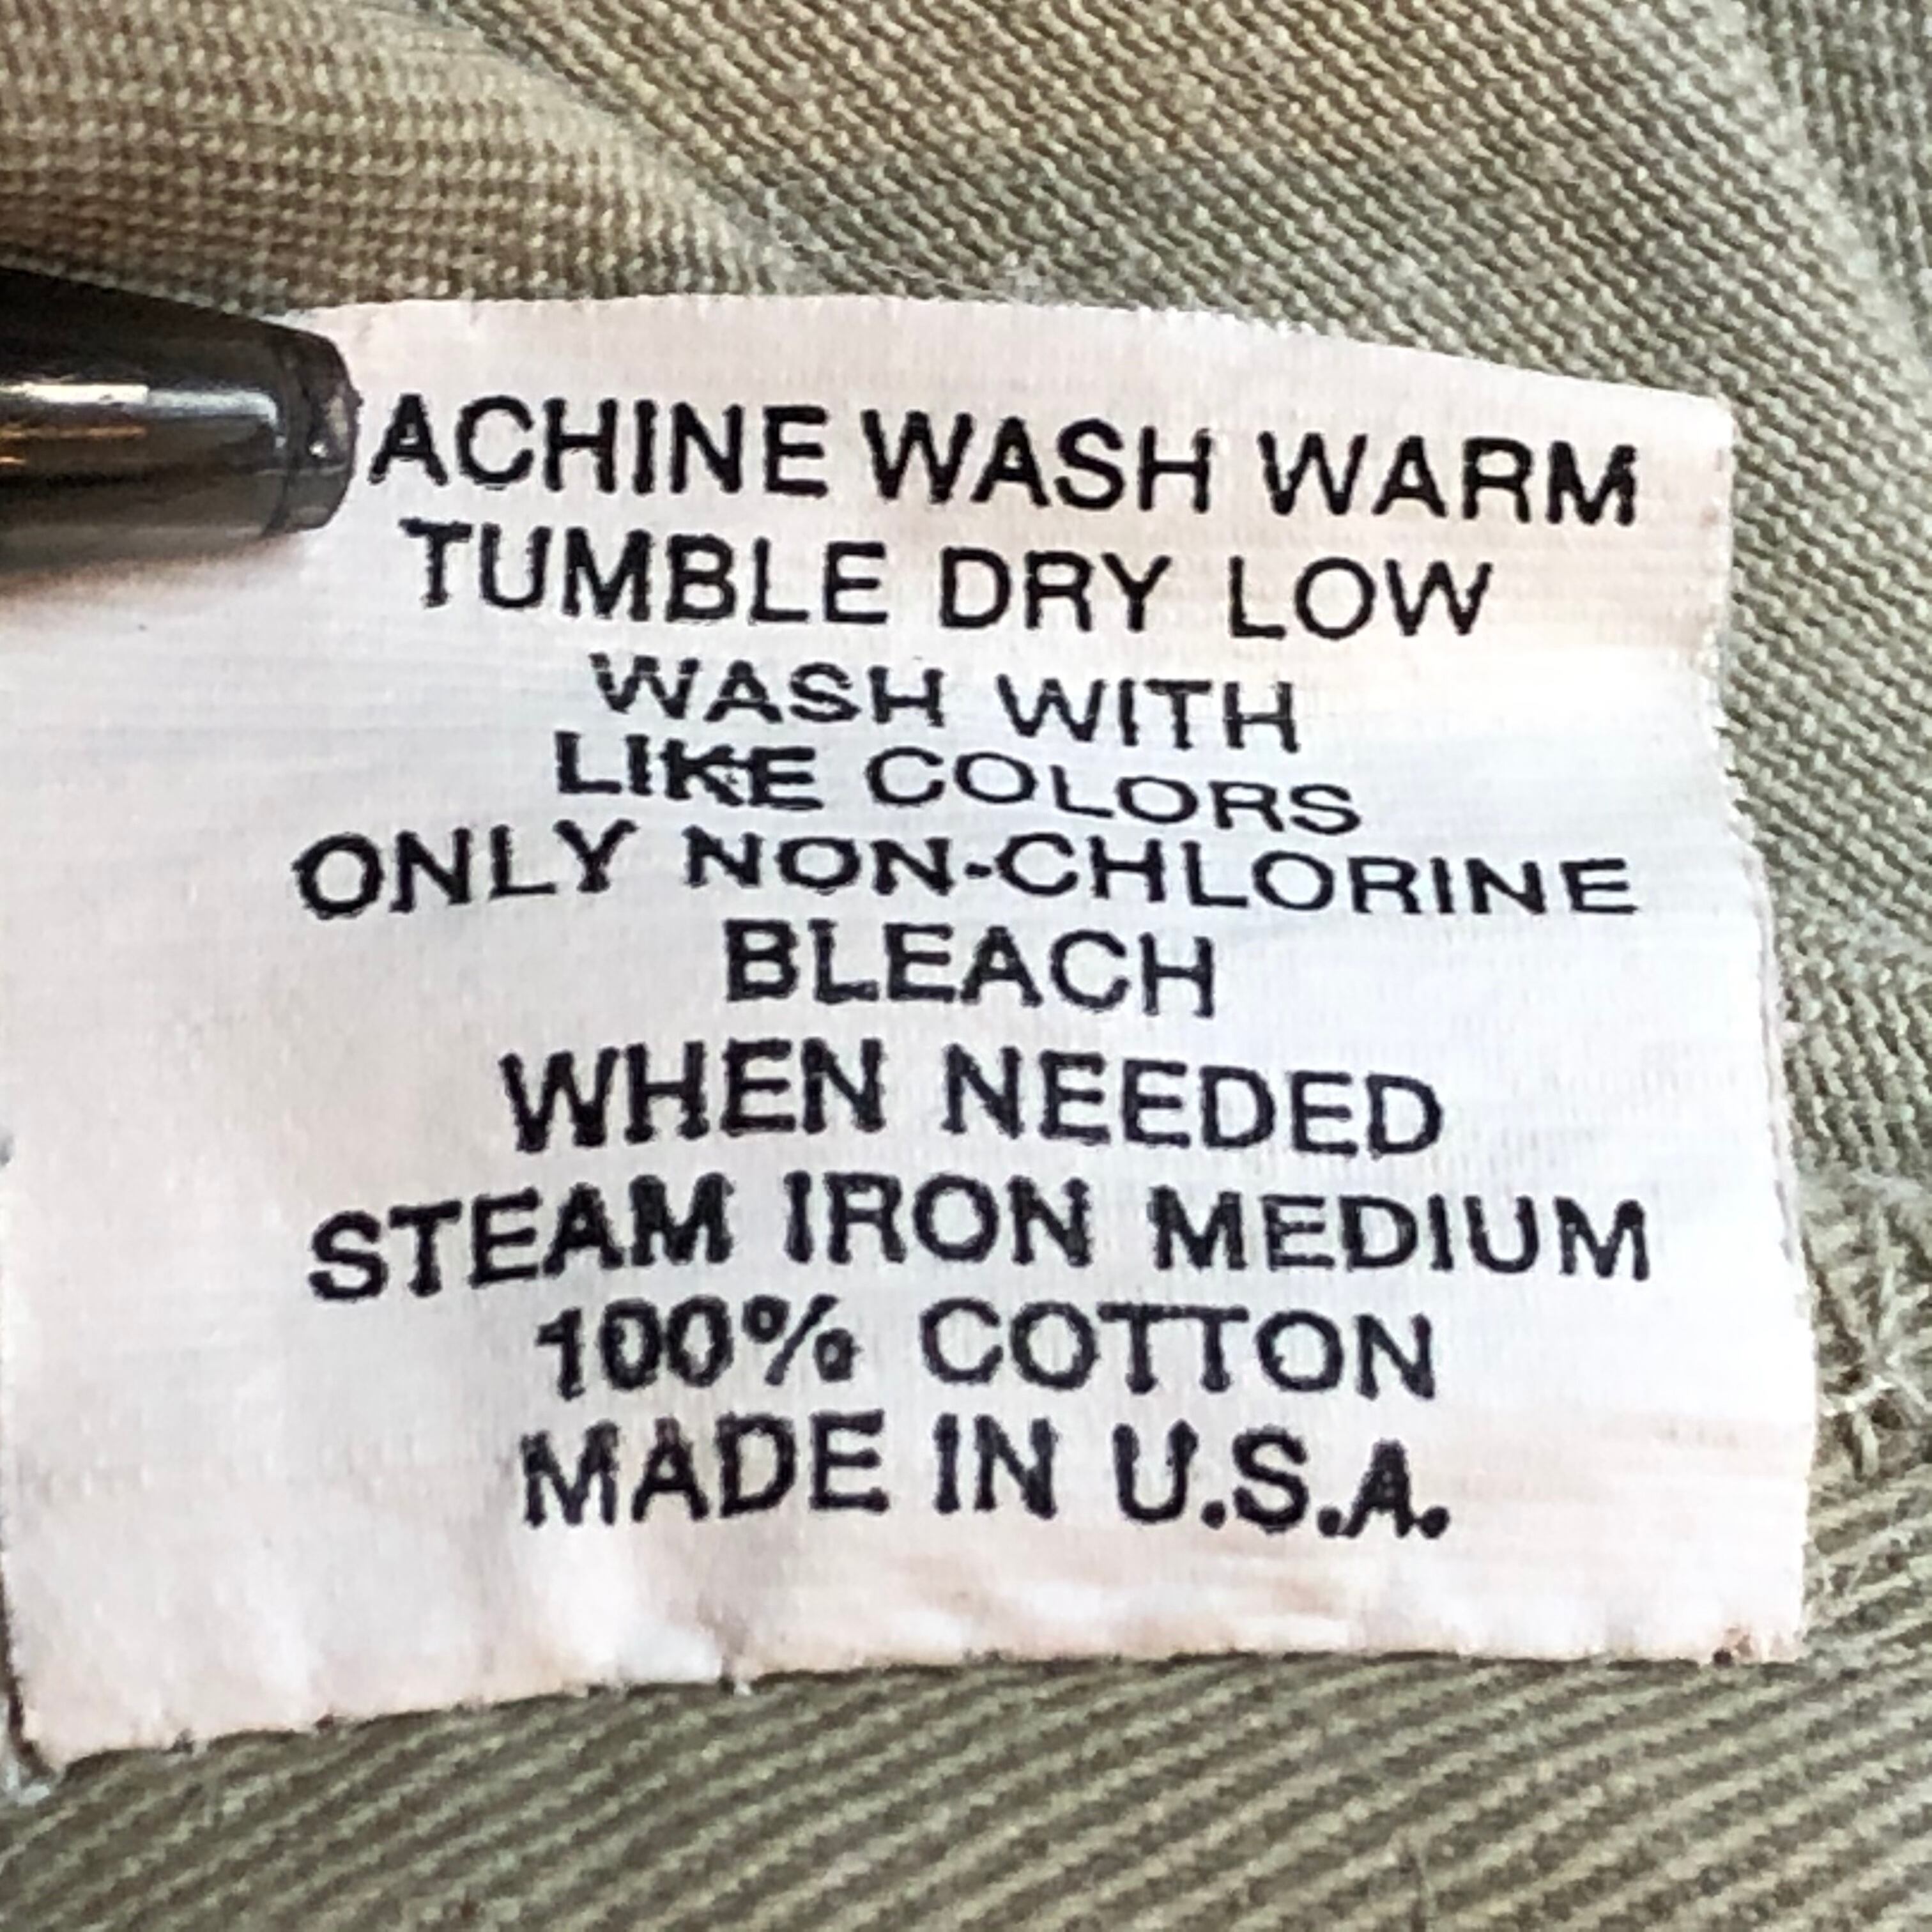 ACHINE WASH WARM
TUMBLE DRY LOW
WASH WITH
LIKE COLORS
ONLY NON-CHLORINE
BLEACH
WHEN NEEDED
STEAM IRON MEDIUM
100% COTTON
MADE IN U.S.A.